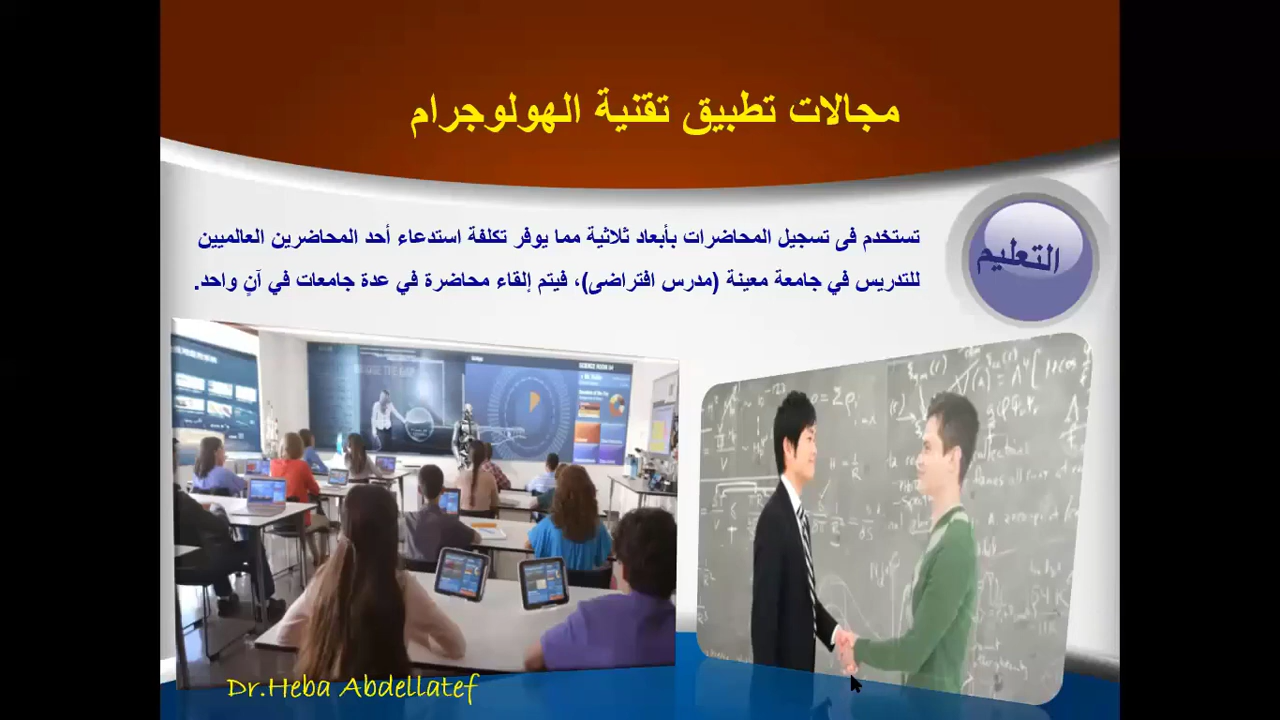 مجالات تطبيق تقنية الهولوجرام
التعليم
تستخدم فى تسجيل المحاضرات بأبعاد ثلاثية مما يوفر تكلفة استدعاء أحد المحاضرين العالميين
للتدريس في جامعة معينة (مدرس افتراضى)، فيتم إلقاء محاضرة في عدة جامعات في آنٍ واحد.
Dr.Heba Abdellatef